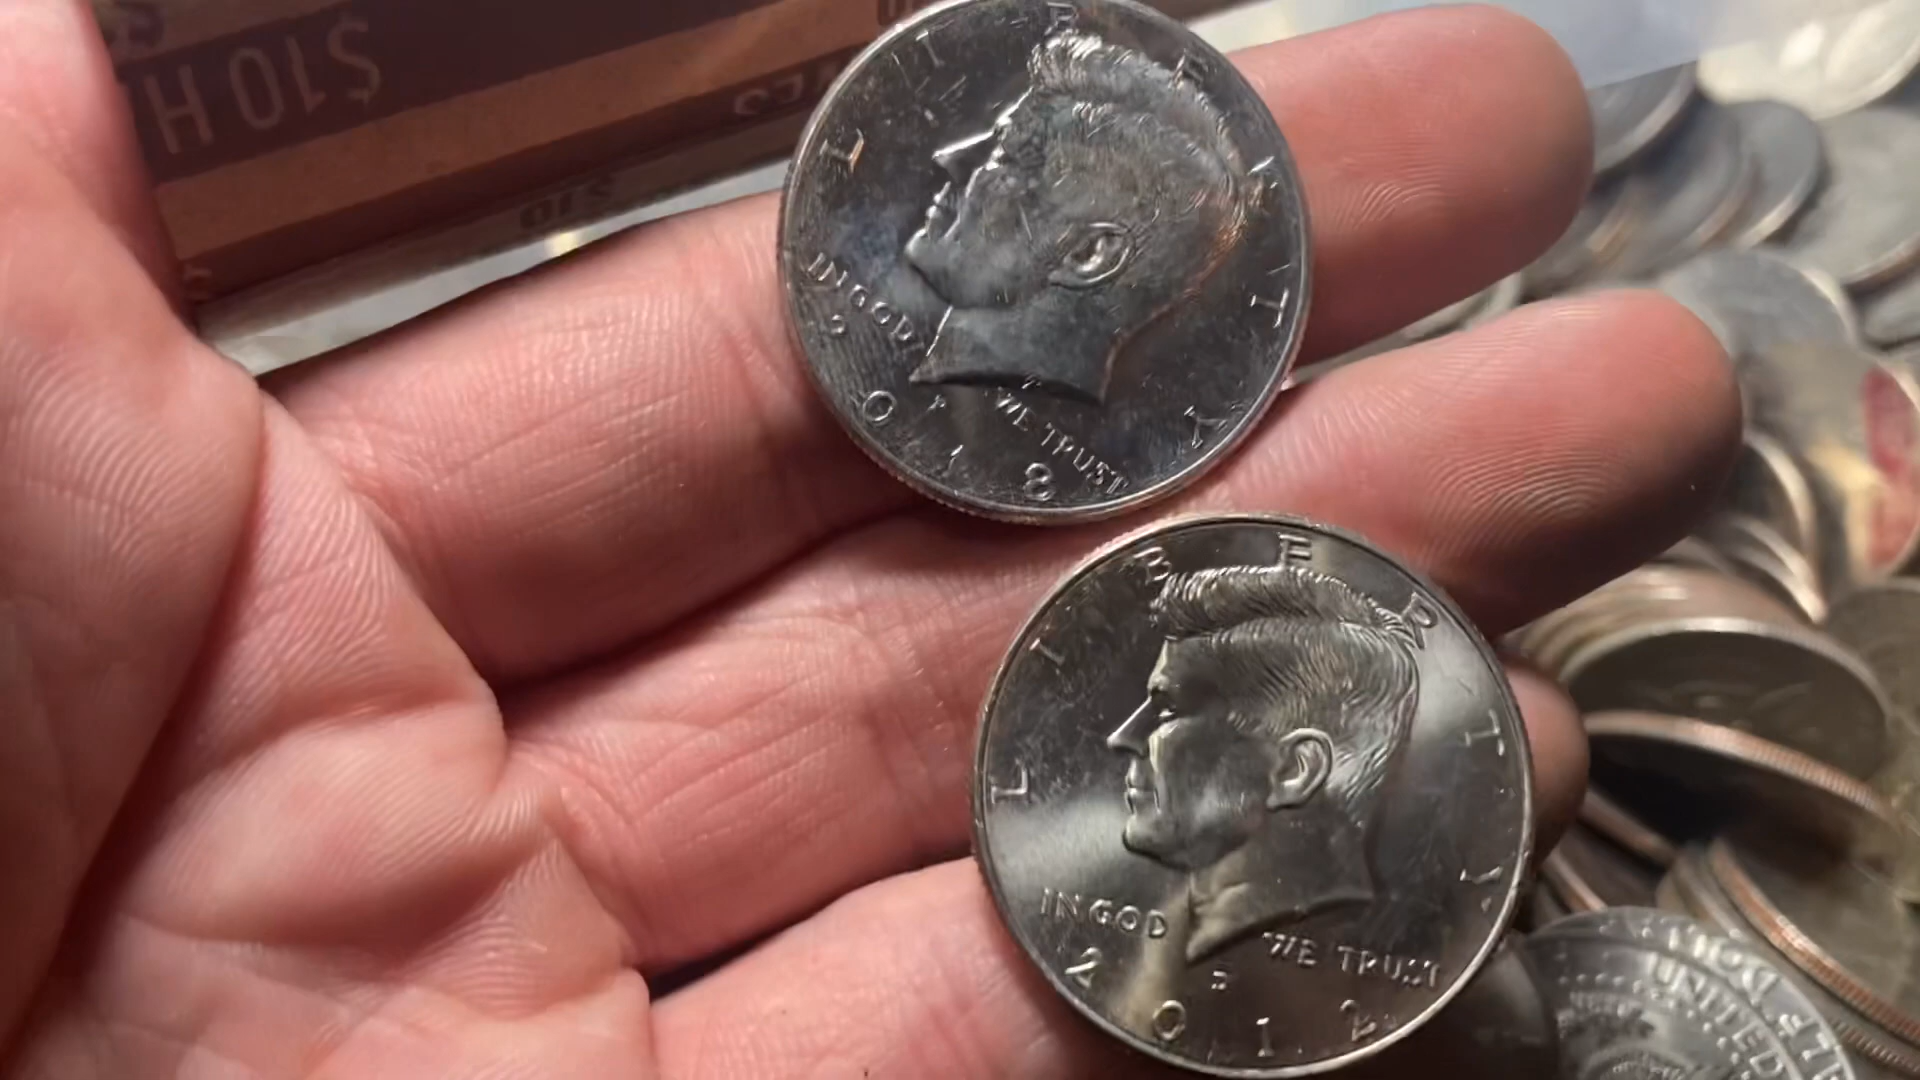 $10 H
$10
LIBERTY
IN GOD
WE TRUST
P
2018
LIBERTY
IN GOD
WE TRUST
D
2012
UNITED